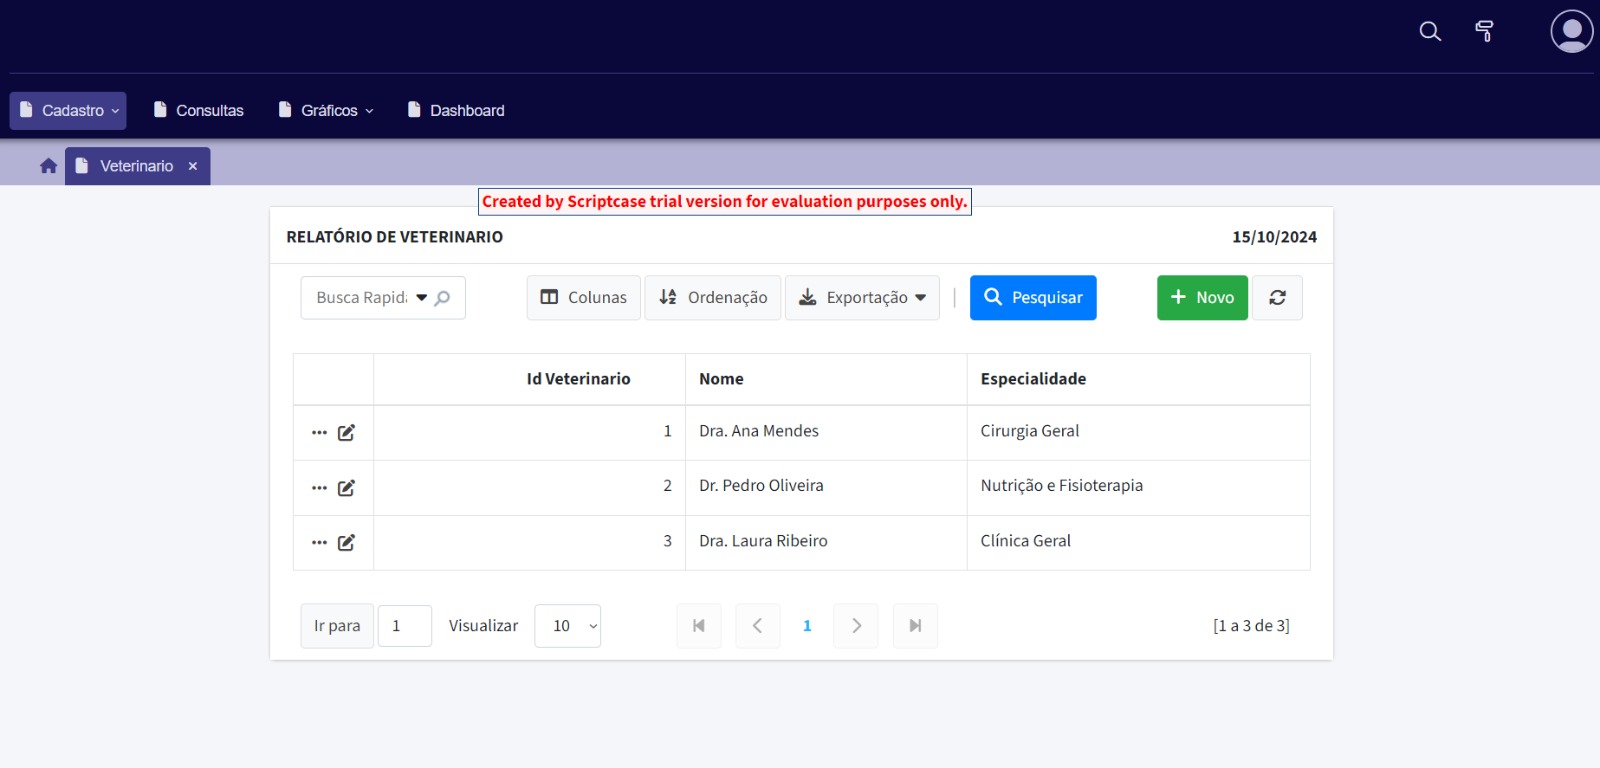 Cadastro Consultas Gráficos Dashboard
Veterinario ×
Created by Scriptcase trial version for evaluation purposes only.
RELATÓRIO DE VETERINARIO 15/10/2024
Busca Rapid Colunas Ordenação Exportação | Pesquisar + Novo
Id Veterinario Nome Especialidade
1 Dra. Ana Mendes Cirurgia Geral
2 Dr. Pedro Oliveira Nutrição e Fisioterapia
3 Dra. Laura Ribeiro Clínica Geral
Ir para 1 Visualizar 10 1 [1 a 3 de 3]